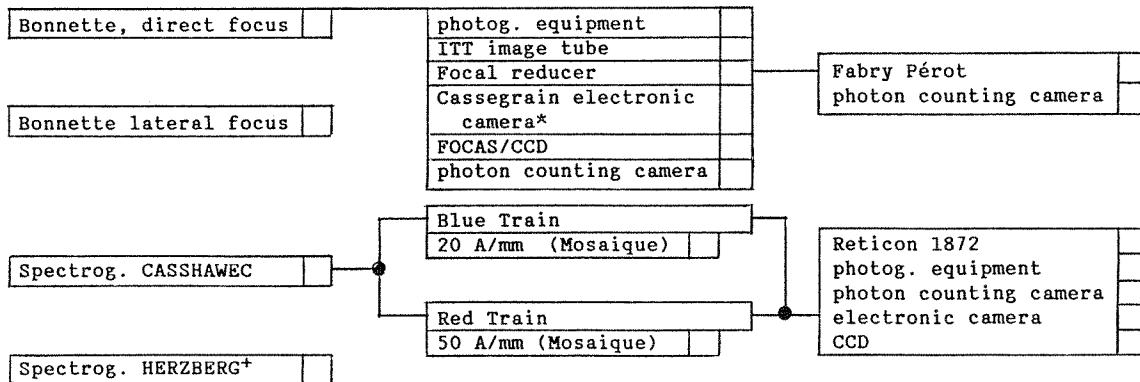 Bonnette, direct focus
photog. equipment
ITT image tube
Focal reducer
Cassegrain electronic
camera*
FOCAS/CCD
photon counting camera
Fabry Pérot
photon counting camera
Bonnette lateral focus
Blue Train
20 A/mm (Mosaique)
Spectrog. CASSHAWEC
Red Train
50 A/mm (Mosaique)
Reticon 1872
photog. equipment
photon counting camera
electronic camera
CCD
Spectrog. HERZBERG+